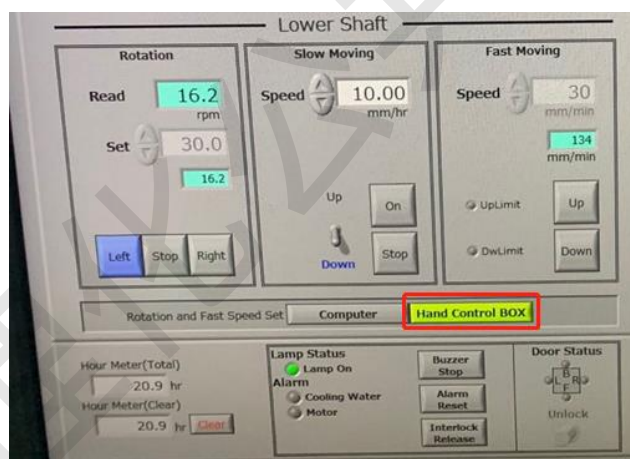 Lower Shaft
Rotation
Read 16.2
rpm
Set 30.0
16.2
Left Stop Right
Slow Moving
Speed 10.00
mm/hr
Up On
Down Stop
Fast Moving
Speed 30
mm/min
134
mm/min
UpLimit Up
DwLimit Down
Rotation and Fast Speed Set Computer Hand Control BOX
Hour Meter(Total)
20.9 hr
Hour Meter(Clear)
20.9 hr Clear
Lamp Status
Lamp On
Alarm
Cooling Water
Motor
Buzzer
Stop
Alarm
Reset
Interlock
Release
Door Status
B
L R
F
Unlock